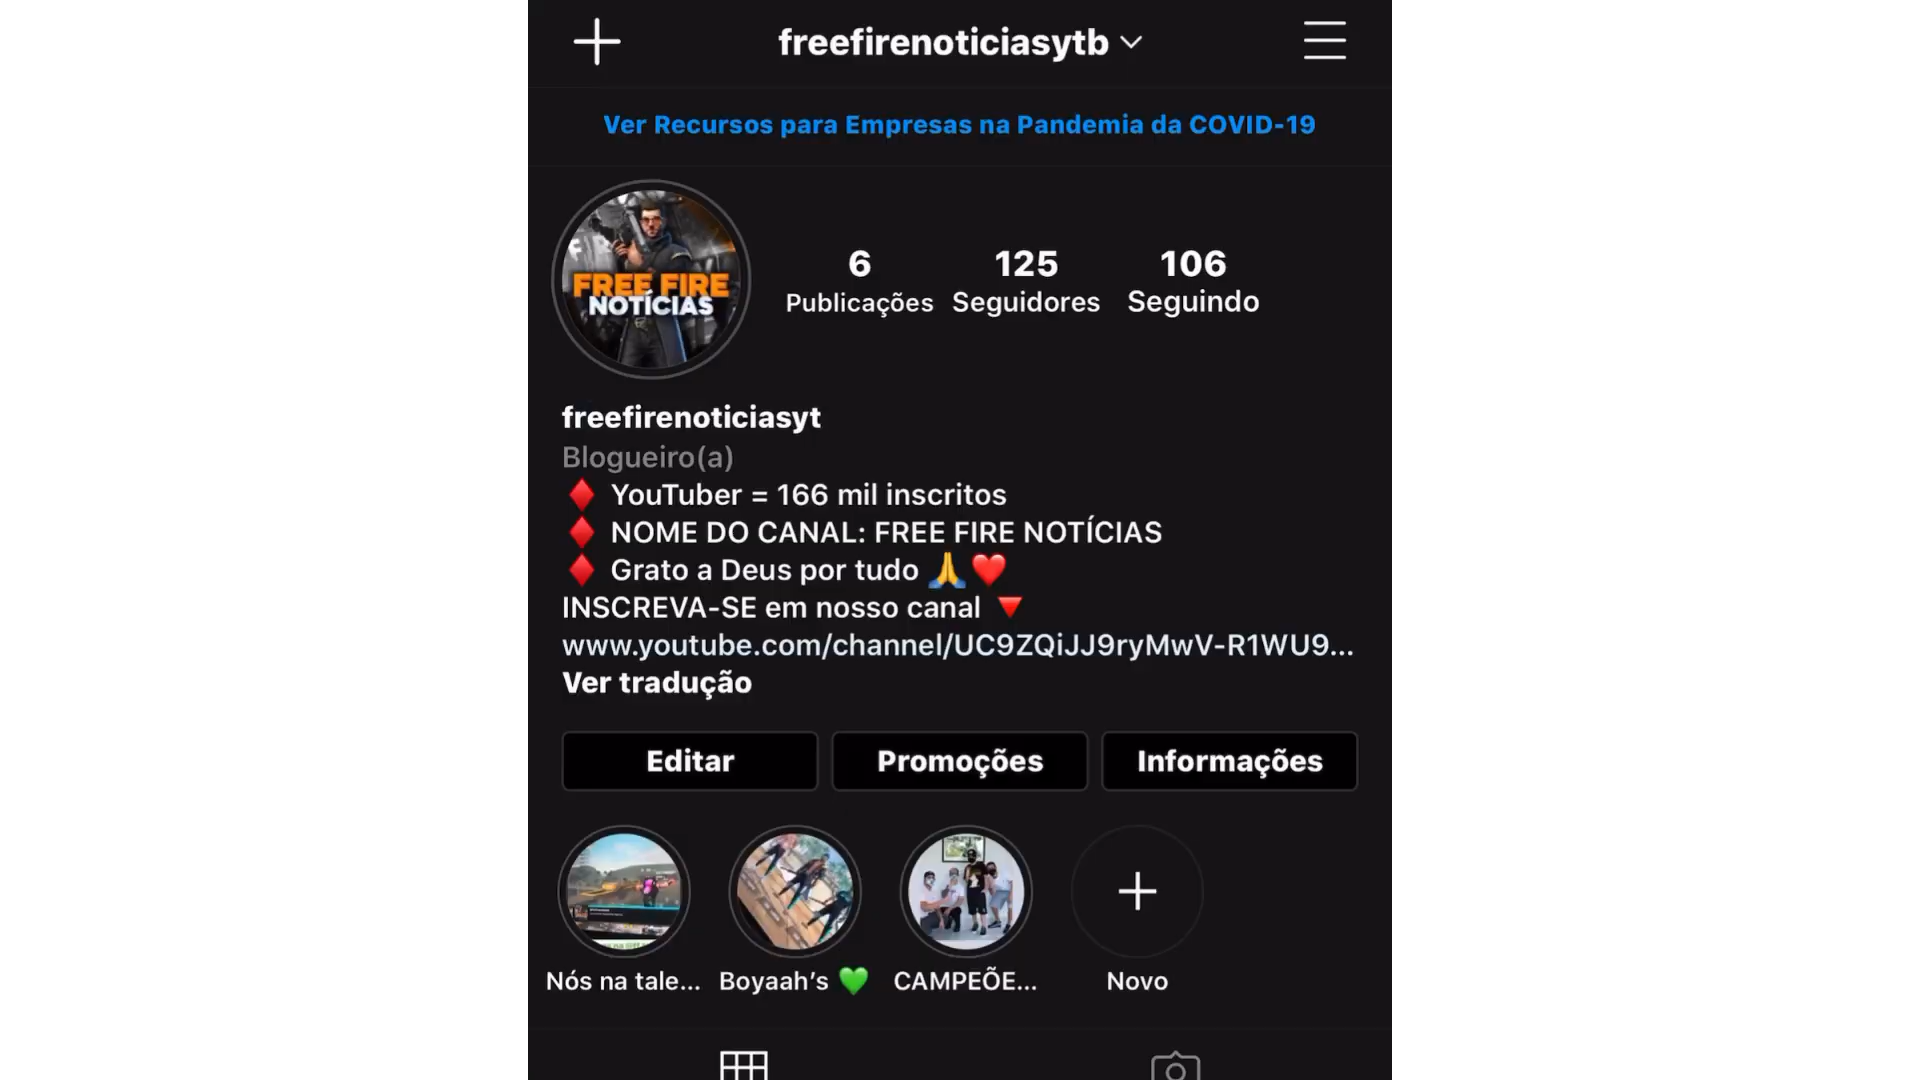 freefirenoticiasytb
Ver Recursos para Empresas na Pandemia da COVID-19
FREE FIRE
NOTÍCIAS
6 125 106
Publicações Seguidores Seguindo
freefirenoticiasyt
Blogueiro(a)
♦️ YouTuber = 166 mil inscritos
♦️ NOME DO CANAL: FREE FIRE NOTÍCIAS
♦️ Grato a Deus por tudo 🙏❤️
INSCREVA-SE em nosso canal 🔻
www.youtube.com/channel/UC9ZQiJJ9ryMwV-R1WU9...
Ver tradução
Editar Promoções Informações
Nós na tale... Boyaah’s 💚 CAMPEÕE... Novo